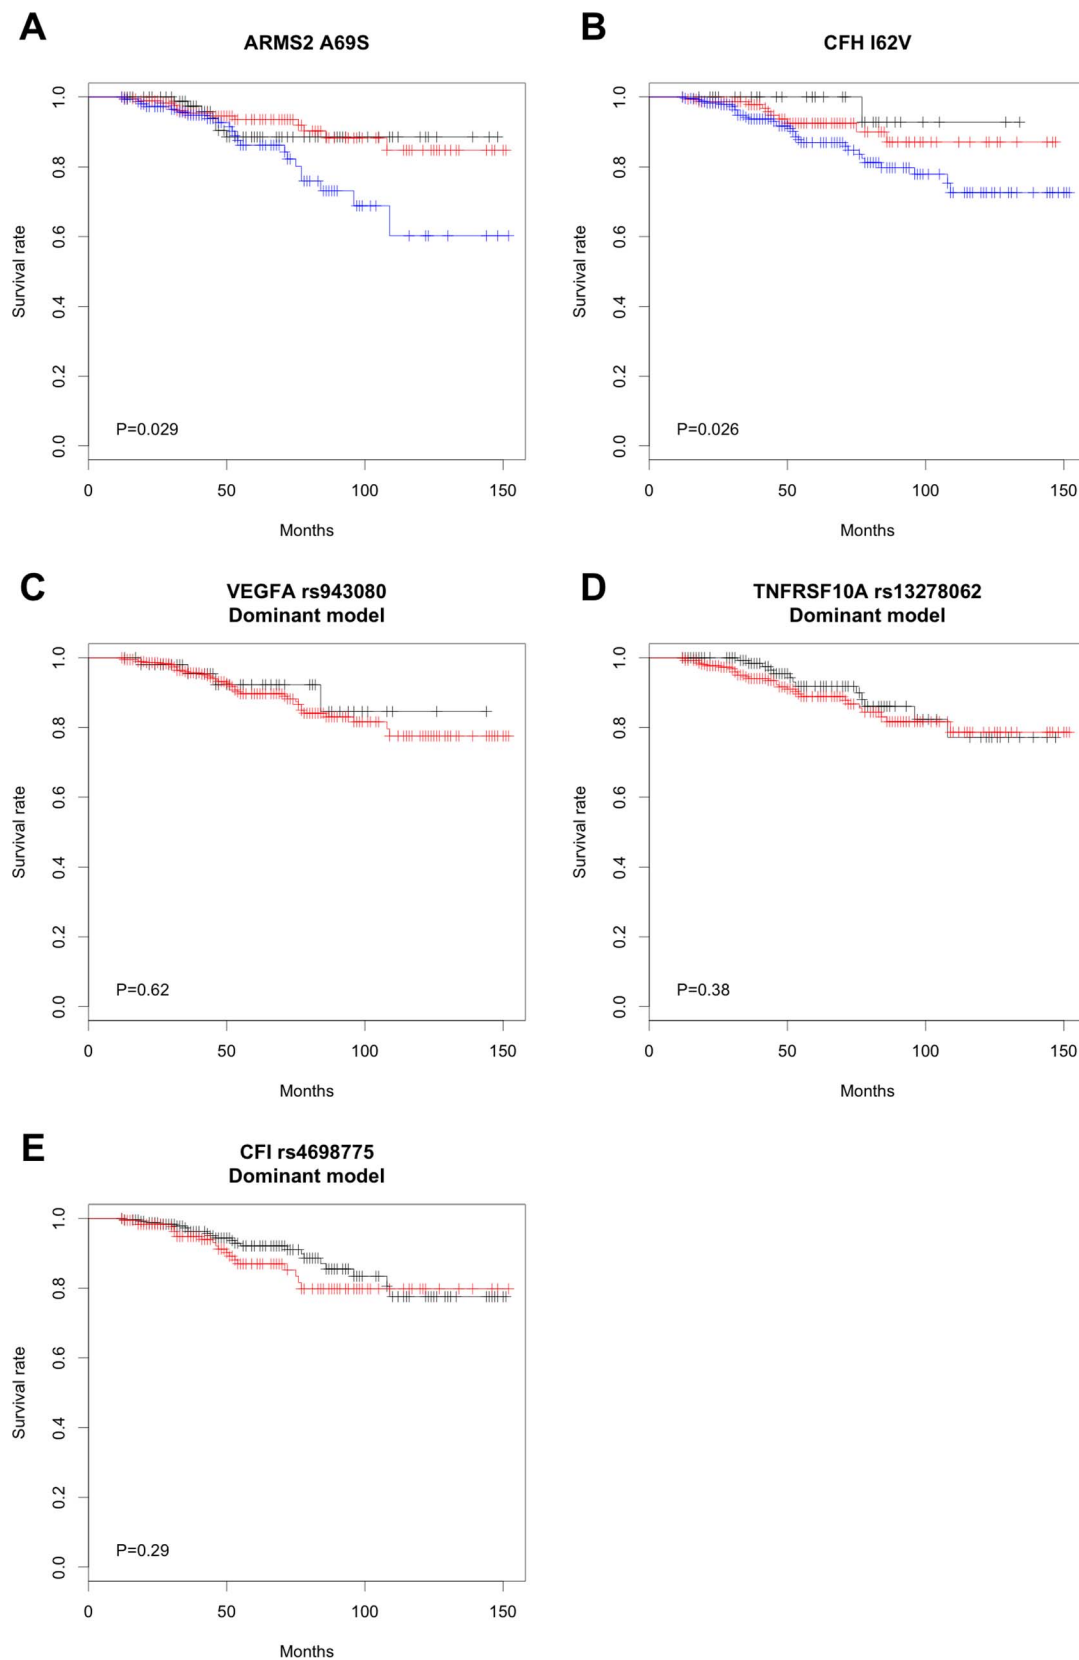 A
ARMS2 A69S
1.0
0.8
0.6
0.4
0.2
0.0
Survival rate
P=0.029
0 50 100 150
Months
B
CFH I62V
1.0
0.8
0.6
0.4
0.2
0.0
Survival rate
P=0.026
0 50 100 150
Months
C
VEGFA rs943080
Dominant model
1.0
0.8
0.6
0.4
0.2
0.0
Survival rate
P=0.62
0 50 100 150
Months
D
TNFRSF10A rs13278062
Dominant model
1.0
0.8
0.6
0.4
0.2
0.0
Survival rate
P=0.38
0 50 100 150
Months
E
CFI rs4698775
Dominant model
1.0
0.8
0.6
0.4
0.2
0.0
Survival rate
P=0.29
0 50 100 150
Months